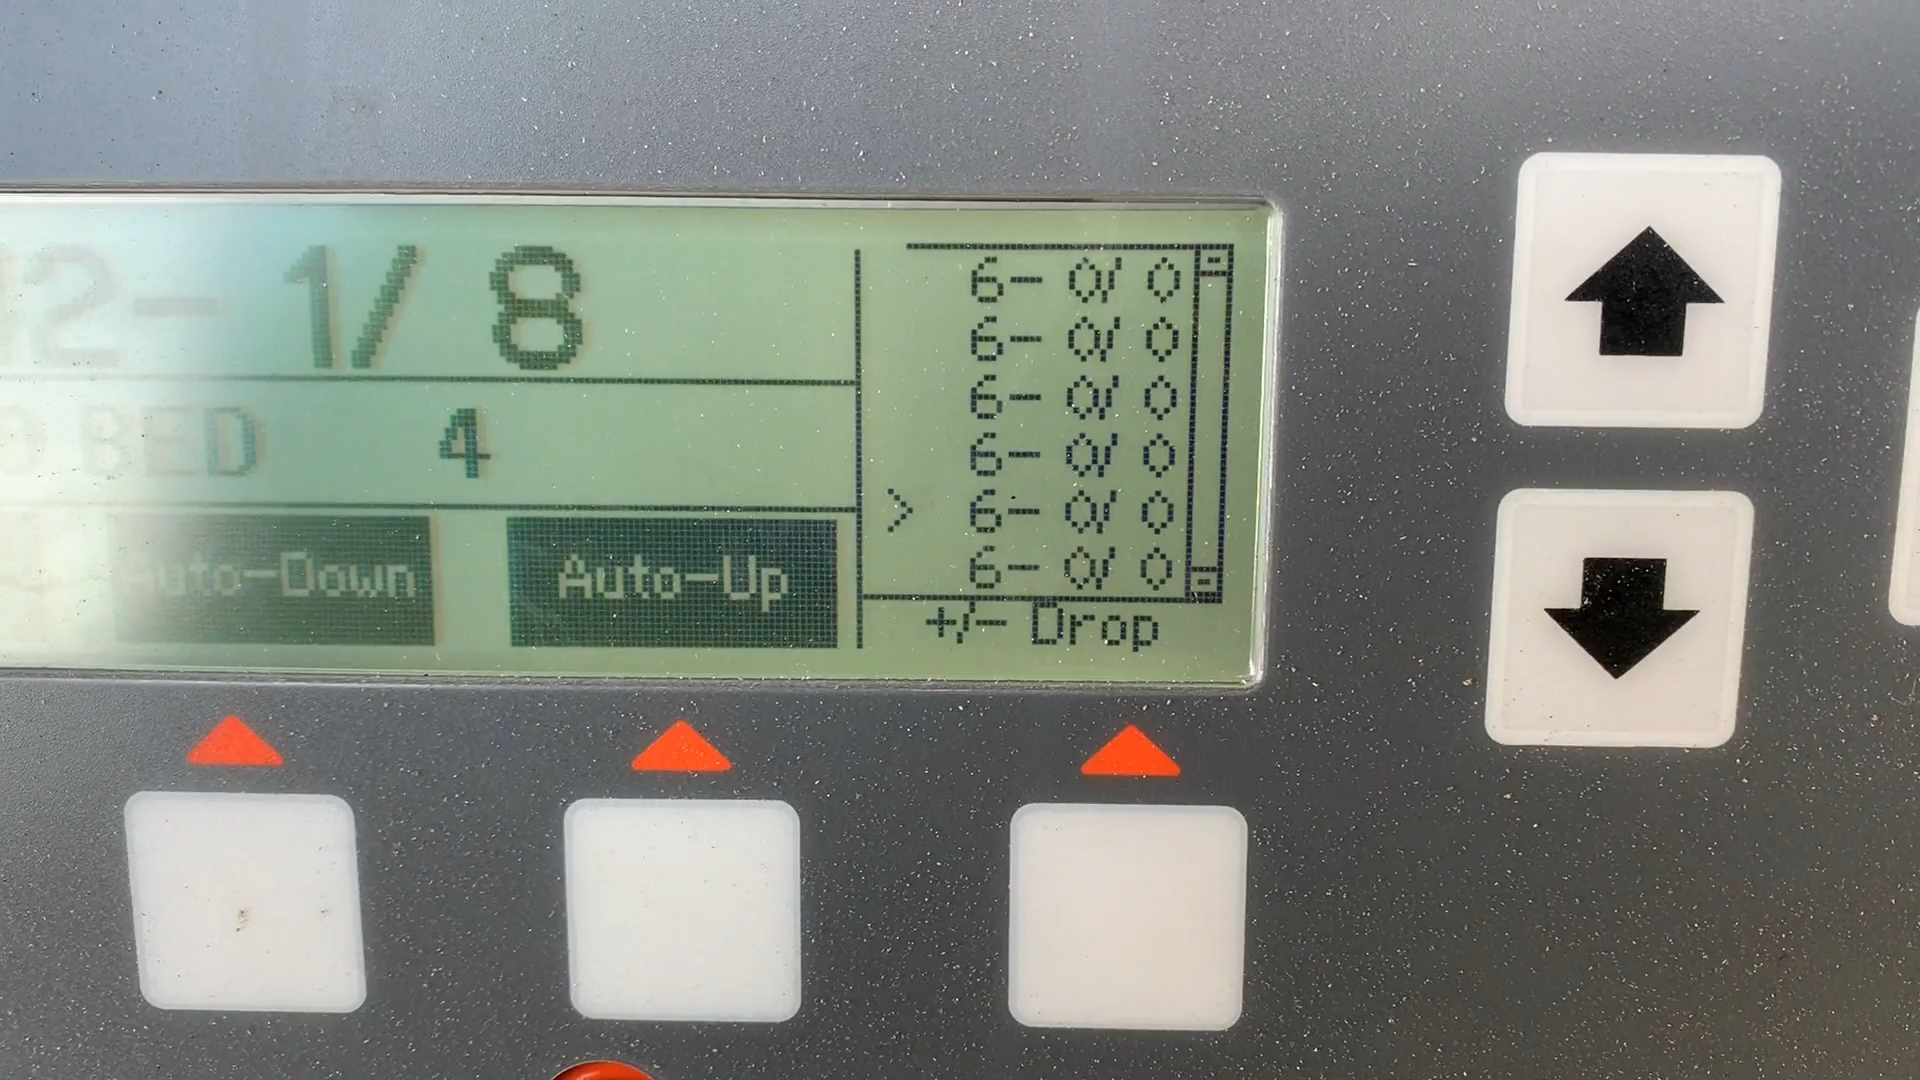 12- 1/ 8
BED 4
Auto-Down
Auto-Up
6- 0/ 0
6- 0/ 0
6- 0/ 0
6- 0/ 0
> 6- 0/ 0
6- 0/ 0
+/- Drop